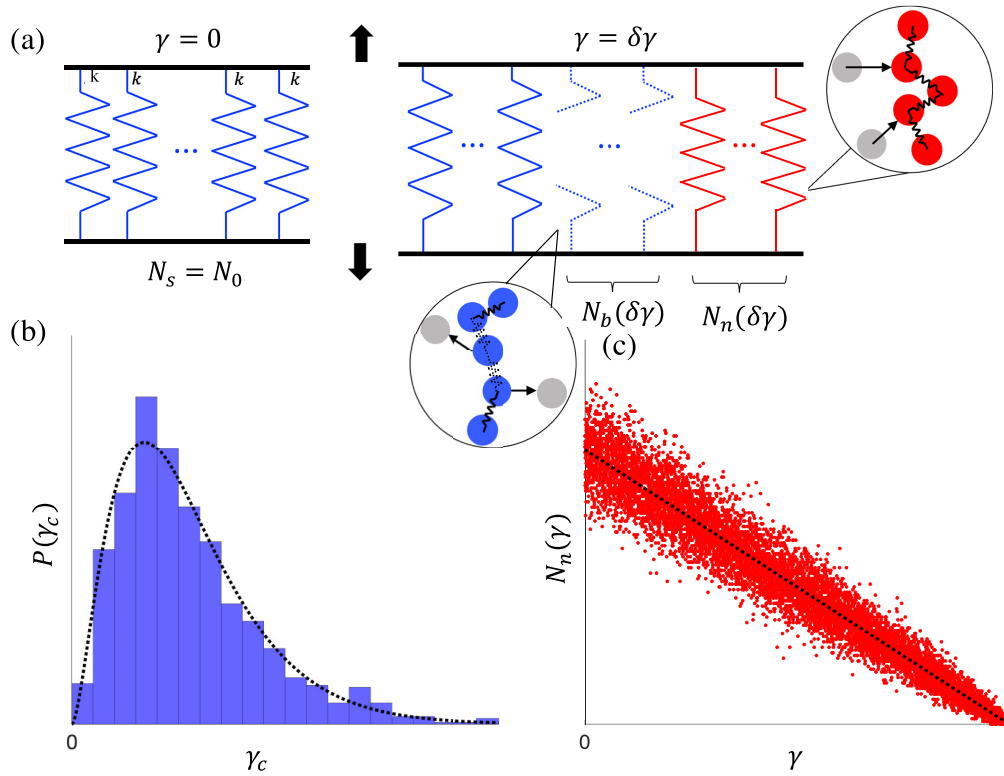 (a)
γ = 0
γ = δγ
k
k
k
k
...
...
...
...
N_s = N_0
N_b(δγ)
N_n(δγ)
(b)
P(γ_c)
0
γ_c
(c)
N_n(γ)
0
γ